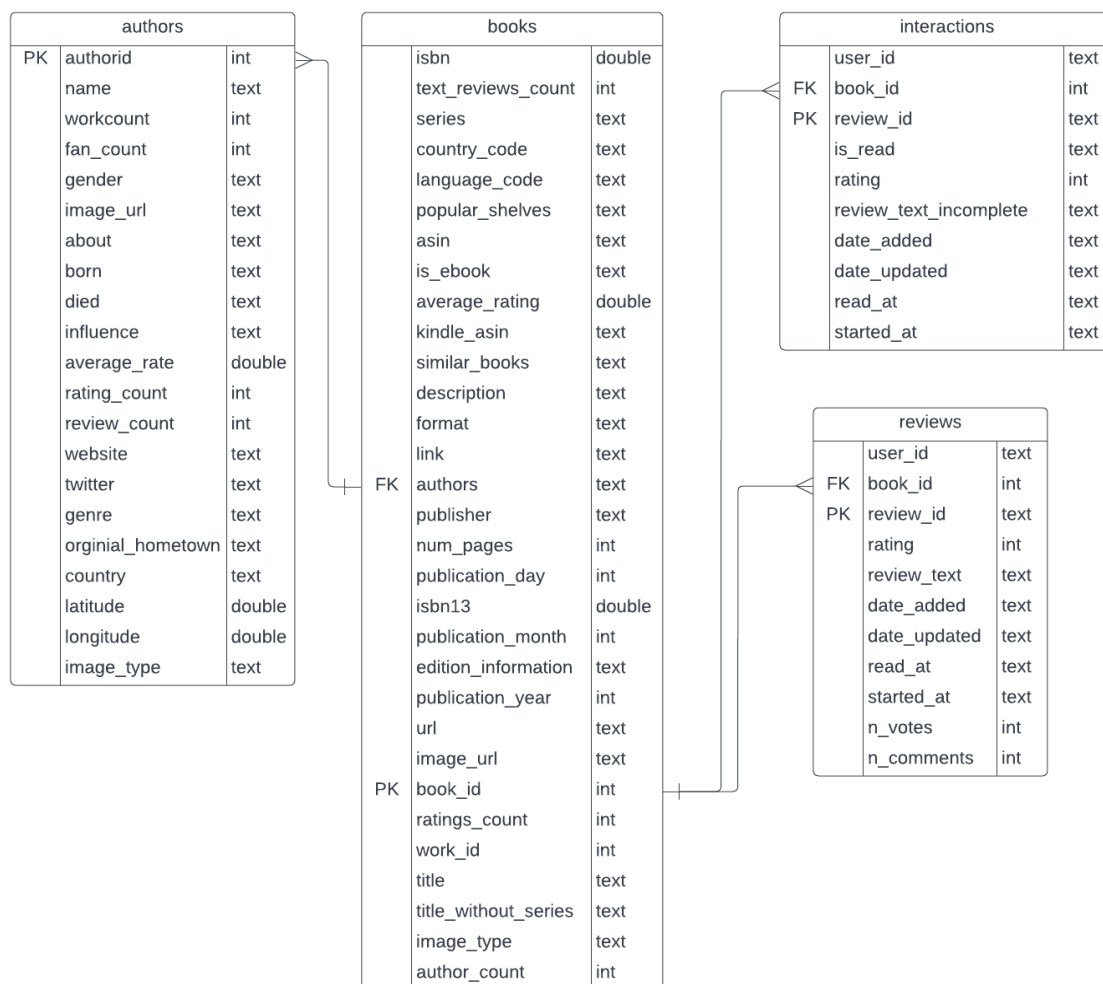 authors
PK authorid int
name text
workcount int
fan_count int
gender text
image_url text
about text
born text
died text
influence text
average_rate double
rating_count int
review_count int
website text
twitter text
genre text
orginial_hometown text
country text
latitude double
longitude double
image_type text
books
isbn double
text_reviews_count int
series text
country_code text
language_code text
popular_shelves text
asin text
is_ebook text
average_rating double
kindle_asin text
similar_books text
description text
format text
link text
FK authors text
publisher text
num_pages int
publication_day int
isbn13 double
publication_month int
edition_information text
publication_year int
url text
image_url text
PK book_id int
ratings_count int
work_id int
title text
title_without_series text
image_type text
author_count int
interactions
user_id text
FK book_id int
PK review_id text
is_read text
rating int
review_text_incomplete text
date_added text
date_updated text
read_at text
started_at text
reviews
user_id text
FK book_id int
PK review_id text
rating int
review_text text
date_added text
date_updated text
read_at text
started_at text
n_votes int
n_comments int